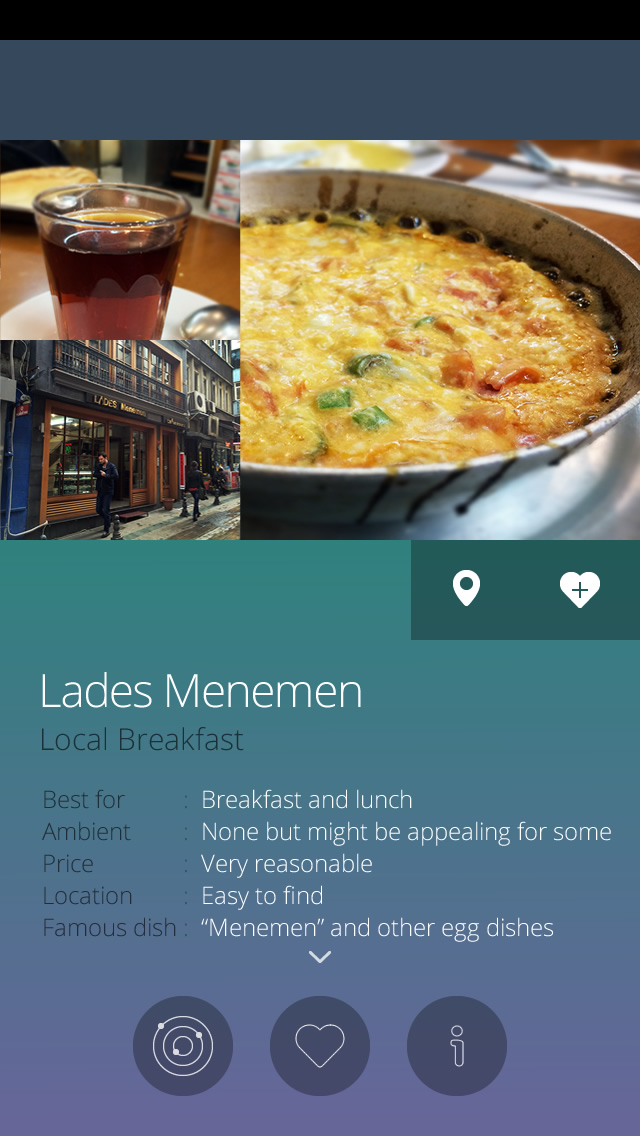 LADES Menemen
Lades Menemen
Local Breakfast
Best for : Breakfast and lunch
Ambient : None but might be appealing for some
Price : Very reasonable
Location : Easy to find
Famous dish : “Menemen” and other egg dishes